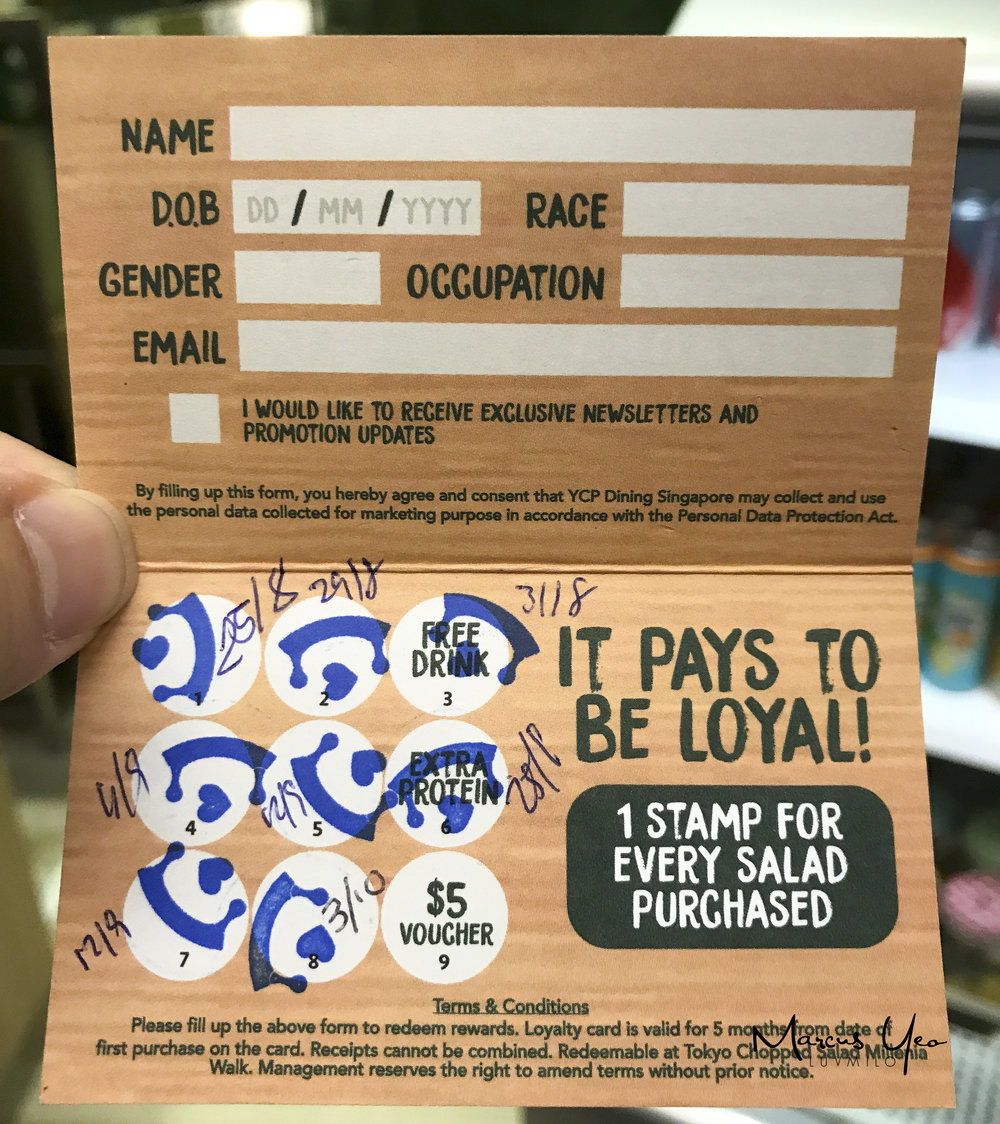 NAME
D.O.B DD / MM / YYYY RACE
GENDER OCCUPATION
EMAIL
I WOULD LIKE TO RECEIVE EXCLUSIVE NEWSLETTERS AND
PROMOTION UPDATES
By filling up this form, you hereby agree and consent that YCP Dining Singapore may collect and use
the personal data collected for marketing purpose in accordance with the Personal Data Protection Act.
25/8 29/8 31/8
1 2 FREE
DRINK
3
4/9
4 5 EXTRA
PROTEIN
6
12/9
7 3/10
8 $5
VOUCHER
9
IT PAYS TO
BE LOYAL!
1 STAMP FOR
EVERY SALAD
PURCHASED
Terms & Conditions
Please fill up the above form to redeem rewards. Loyalty card is valid for 5 months from date of
first purchase on the card. Receipts cannot be combined. Redeemable at Tokyo Chopped Salad Millenia
Walk. Management reserves the right to amend terms without prior notice.
Marcus Yeo
LUVMILO